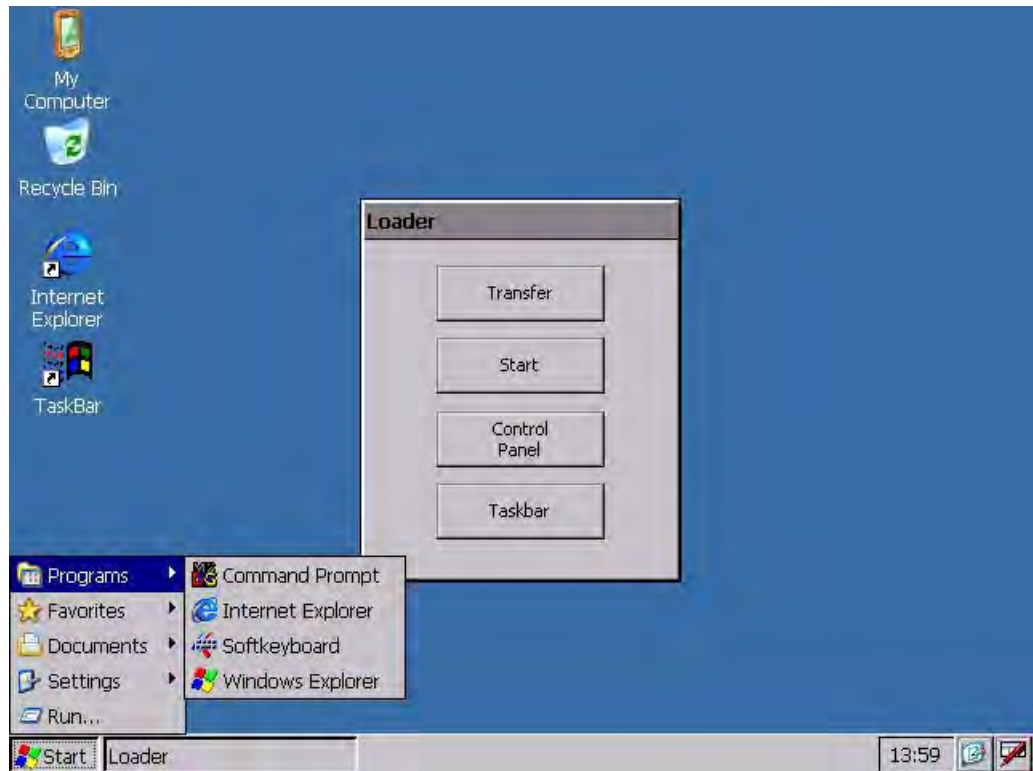 My
Computer
Recycle Bin
Internet
Explorer
TaskBar
Loader
Transfer
Start
Control
Panel
Taskbar
Programs
Favorites
Documents
Settings
Run...
Command Prompt
Internet Explorer
Softkeyboard
Windows Explorer
Start
Loader
13:59